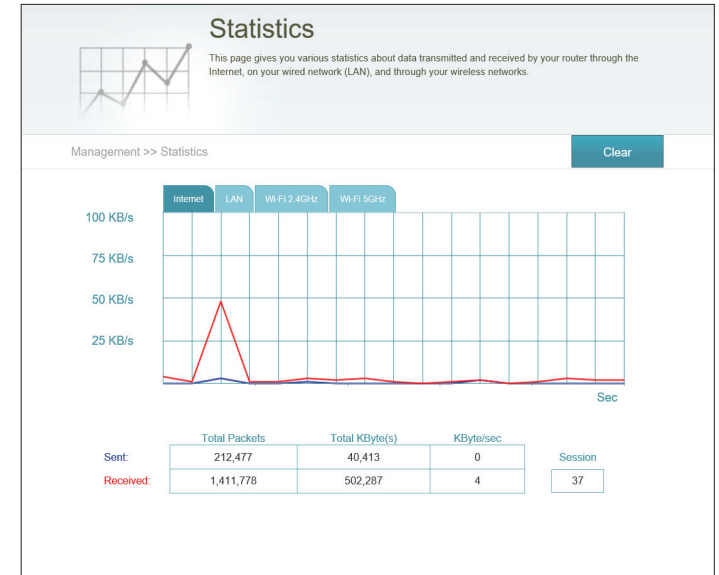 Statistics
This page gives you various statistics about data transmitted and received by your router through the
Internet, on your wired network (LAN), and through your wireless networks.
Management >> Statistics
Clear
Internet LAN Wi-Fi 2.4GHz Wi-Fi 5GHz
100 KB/s
75 KB/s
50 KB/s
25 KB/s
Sec
Total Packets Total KByte(s) KByte/sec
Sent: 212,477 40,413 0 Session
Received: 1,411,778 502,287 4 37